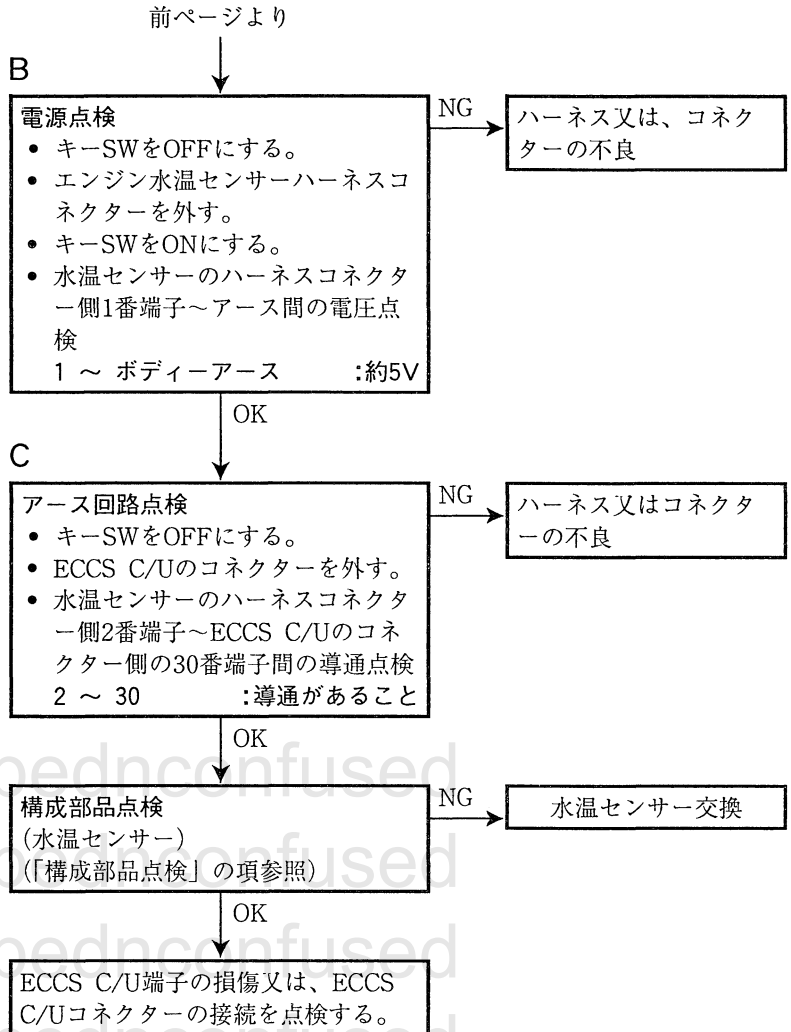 前ページより
B
電源点検
• キーSWをOFFにする。
• エンジン水温センサーハーネスコ
ネクターを外す。
• キーSWをONにする。
• 水温センサーのハーネスコネクタ
ー側1番端子～アース間の電圧点
検
1 ～ ボディーアース :約5V
NG
ハーネス又は、コネク
ターの不良
OK
C
アース回路点検
• キーSWをOFFにする。
• ECCS C/Uのコネクターを外す。
• 水温センサーのハーネスコネクタ
ー側2番端子～ECCS C/Uのコネ
クター側の30番端子間の導通点検
2 ～ 30 :導通があること
NG
ハーネス又はコネクタ
ーの不良
OK
構成部品点検
(水温センサー)
(「構成部品点検」の項参照)
NG
水温センサー交換
OK
ECCS C/U端子の損傷又は、ECCS
C/Uコネクターの接続を点検する。
pednconfused
pednconfused
pednconfused